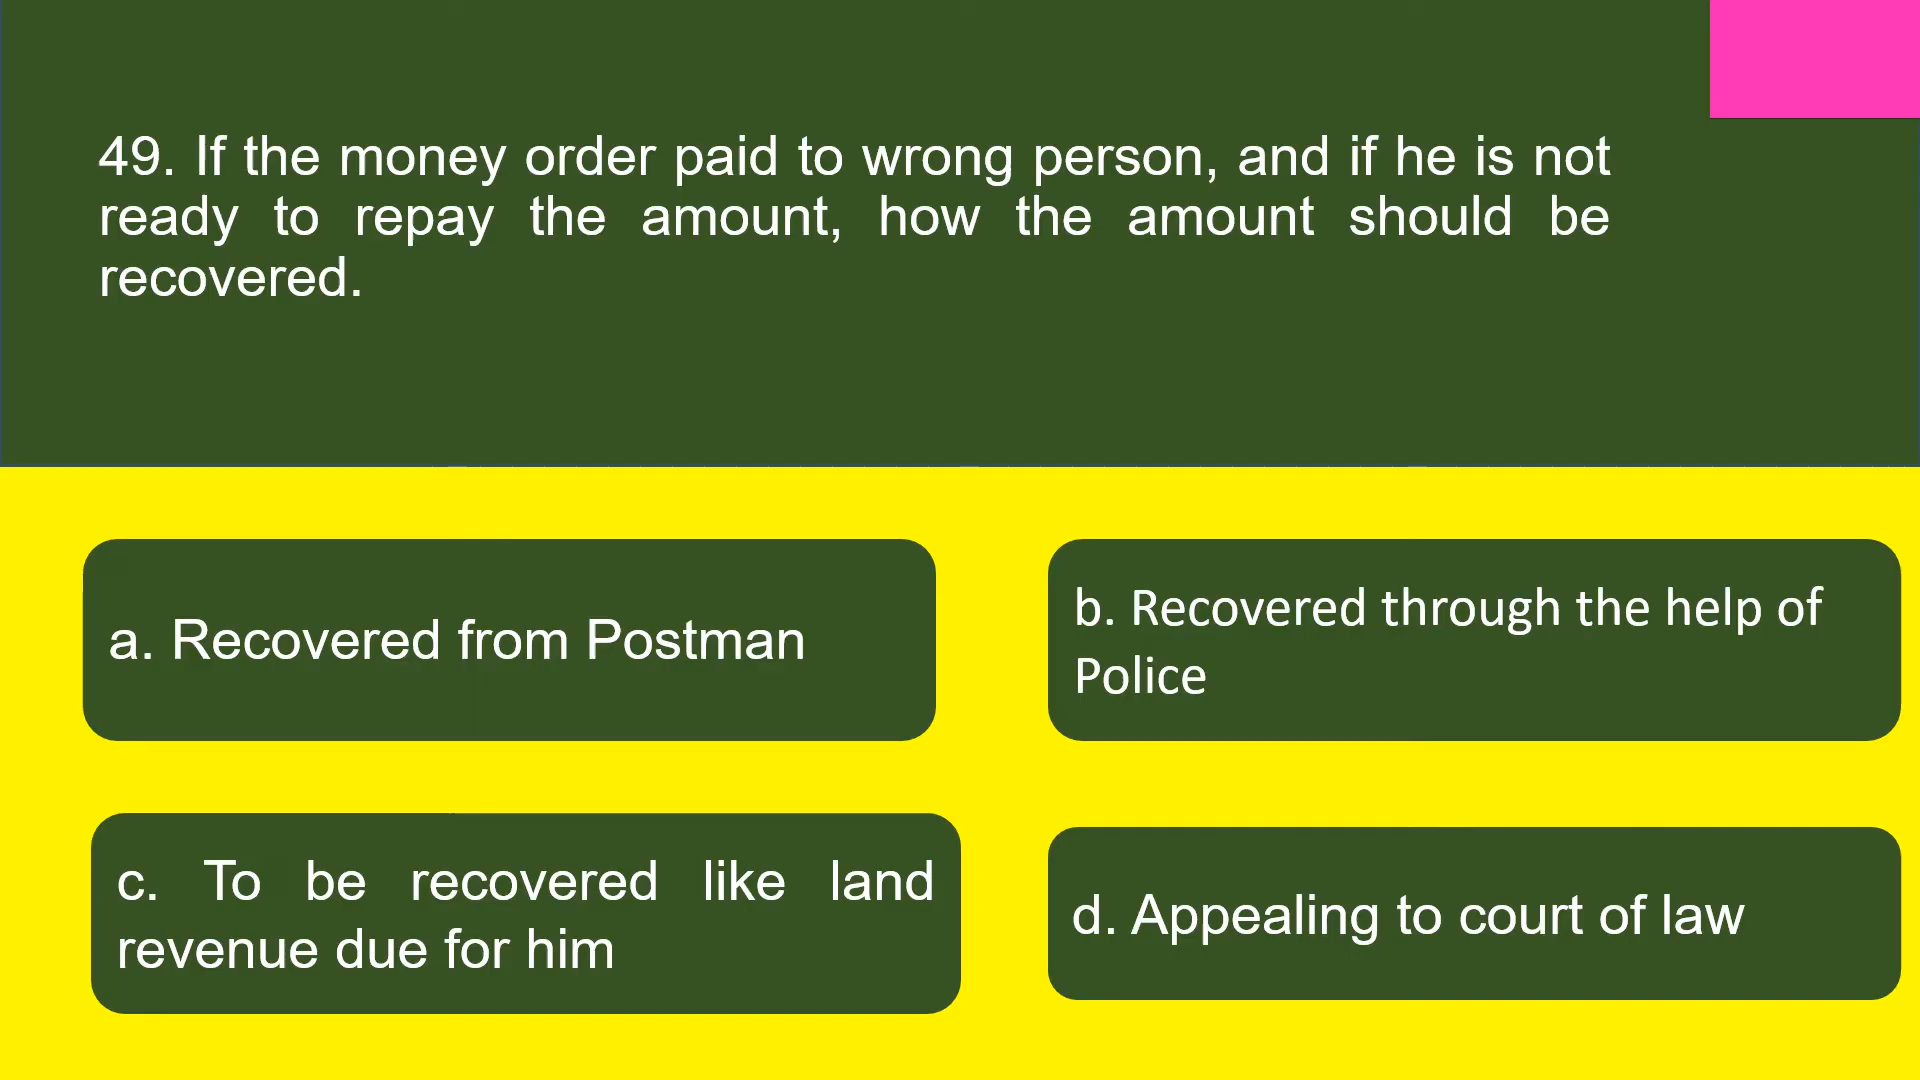 49. If the money order paid to wrong person, and if he is not
ready to repay the amount, how the amount should be
recovered.
a. Recovered from Postman
b. Recovered through the help of
Police
c. To be recovered like land
revenue due for him
d. Appealing to court of law